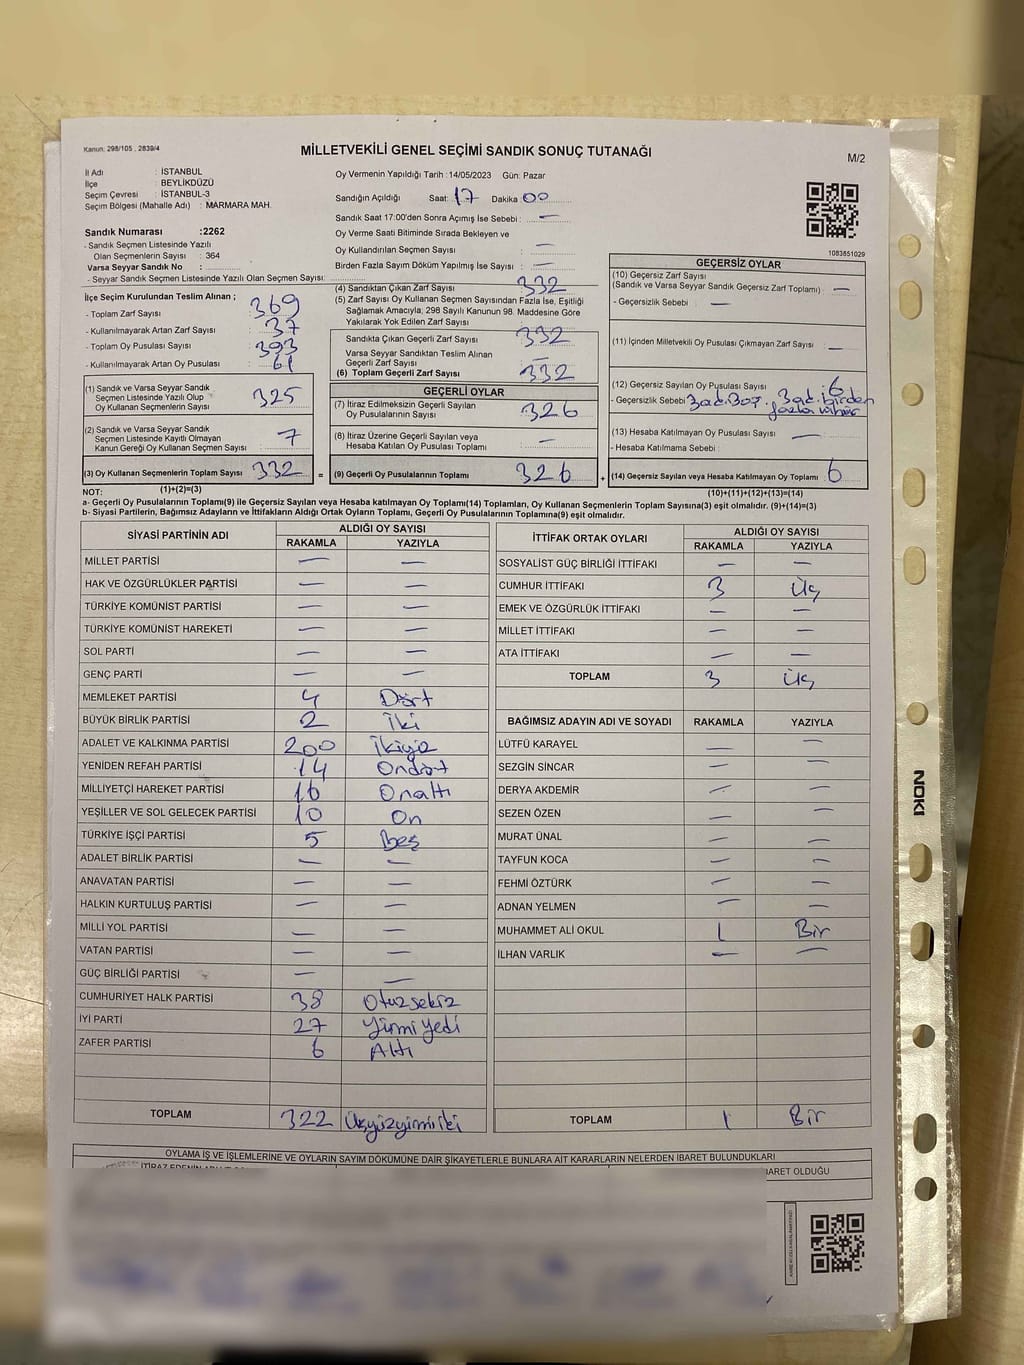 Kanun: 298/105 , 2839/4
MİLLETVEKİLİ GENEL SEÇİMİ SANDIK SONUÇ TUTANAĞI
M/2
İl Adı : İSTANBUL
İlçe : BEYLİKDÜZÜ
Seçim Çevresi : İSTANBUL-3
Seçim Bölgesi (Mahalle Adı) : MARMARA MAH.
Oy Vermenin Yapıldığı Tarih :14/05/2023 Gün: Pazar
Sandığın Açıldığı Saat: 17 Dakika 00
Sandık Saat 17:00'den Sonra Açılmış İse Sebebi : —
Oy Verme Saati Bitiminde Sırada Bekleyen ve
Oy Kullandırılan Seçmen Sayısı : —
Birden Fazla Sayım Döküm Yapılmış İSe Sayısı : —
1083851029
Sandık Numarası :2262
- Sandık Seçmen Listesinde Yazılı
Olan Seçmenlerin Sayısı : 364
Varsa Seyyar Sandık No :
- Seyyar Sandık Seçmen Listesinde Yazılı Olan Seçmen Sayısı:
İlçe Seçim Kurulundan Teslim Alınan ;
- Toplam Zarf Sayısı : 369
- Kullanılmayarak Artan Zarf Sayısı : 37
- Toplam Oy Pusulası Sayısı : 393
- Kullanılmayarak Artan Oy Pusulası : 61
(1) Sandık ve Varsa Seyyar Sandık
Seçmen Listesinde Yazılı Olup
Oy Kullanan Seçmenlerin Sayısı 325
(2) Sandık ve Varsa Seyyar Sandık
Seçmen Listesinde Kayıtlı Olmayan
Kanun Gereği Oy Kullanan Seçmen Sayısı 7
(3) Oy Kullanan Seçmenlerin Toplam Sayısı 332 =
(4) Sandıktan Çıkan Zarf Sayısı 332
(5) Zarf Sayısı Oy Kullanan Seçmen Sayısından Fazla İse, Eşitliği
Sağlamak Amacıyla; 298 Sayılı Kanunun 98. Maddesine Göre
Yakılarak Yok Edilen Zarf Sayısı :
Sandıkta Çıkan Geçerli Zarf Sayısı 332
Varsa Seyyar Sandıktan Teslim Alınan
Geçerli Zarf Sayısı —
(6) Toplam Geçerli Zarf Sayısı 332
GEÇERLİ OYLAR
(7) İtiraz Edilmeksizin Geçerli Sayılan
Oy Pusulalarının Sayısı 326
(8) İtiraz Üzerine Geçerli Sayılan veya
Hesaba Katılan Oy Pusulası Toplamı —
(9) Geçerli Oy Pusulalarının Toplamı 326 +
GEÇERSİZ OYLAR
(10) Geçersiz Zarf Sayısı
(Sandık ve Varsa Seyyar Sandık Geçersiz Zarf Toplamı) : —
- Geçersizlik Sebebi : —
(11) İçinden Milletvekili Oy Pusulası Çıkmayan Zarf Sayısı : —
(12) Geçersiz Sayılan Oy Pusulası Sayısı : 6
- Geçersizlik Sebebi 3ad. boş. 3ad. birden
fazla mühür
(13) Hesaba Katılmayan Oy Pusulası Sayısı : —
- Hesaba Katılmama Sebebi :
(14) Geçersiz Sayılan veya Hesaba Katılmayan Oy Toplamı 6
NOT: (1)+(2)=(3)
(10)+(11)+(12)+(13)=(14)
a- Geçerli Oy Pusulalarının Toplamı(9) ile Geçersiz Sayılan veya Hesaba katılmayan Oy Toplamı(14) Toplamları, Oy Kullanan Seçmenlerin Toplam Sayısına(3) eşit olmalıdır. (9)+(14)=(3)
b- Siyasi Partilerin, Bağımsız Adayların ve İttifakların Aldığı Ortak Oyların Toplamı, Geçerli Oy Pusulalarının Toplamına(9) eşit olmalıdır.
SİYASİ PARTİNİN ADI
ALDIĞI OY SAYISI
RAKAMLA YAZIYLA
MİLLET PARTİSİ — —
HAK VE ÖZGÜRLÜKLER PARTİSİ — —
TÜRKİYE KOMÜNİST PARTİSİ — —
TÜRKİYE KOMÜNİST HAREKETİ — —
SOL PARTİ — —
GENÇ PARTİ — —
MEMLEKET PARTİSİ 4 Dört
BÜYÜK BİRLİK PARTİSİ 2 İki
ADALET VE KALKINMA PARTİSİ 200 İkiyüz
YENİDEN REFAH PARTİSİ 14 Ondört
MİLLİYETÇİ HAREKET PARTİSİ 16 Onaltı
YEŞİLLER VE SOL GELECEK PARTİSİ 10 On
TÜRKİYE İŞÇİ PARTİSİ 5 Beş
ADALET BİRLİK PARTİSİ — —
ANAVATAN PARTİSİ — —
HALKIN KURTULUŞ PARTİSİ — —
MİLLİ YOL PARTİSİ — —
VATAN PARTİSİ — —
GÜÇ BİRLİĞİ PARTİSİ — —
CUMHURİYET HALK PARTİSİ 38 Otuzsekiz
İYİ PARTİ 27 Yirmiyedi
ZAFER PARTİSİ 6 Altı
TOPLAM 322 Üçyüzyirmiiki
İTTİFAK ORTAK OYLARI
ALDIĞI OY SAYISI
RAKAMLA YAZIYLA
SOSYALİST GÜÇ BİRLİĞİ İTTİFAKI — —
CUMHUR İTTİFAKI 3 Üç
EMEK VE ÖZGÜRLÜK İTTİFAKI — —
MİLLET İTTİFAKI — —
ATA İTTİFAKI — —
TOPLAM 3 Üç
BAĞIMSIZ ADAYIN ADI VE SOYADI RAKAMLA YAZIYLA
LÜTFÜ KARAYEL — —
SEZGİN SİNCAR — —
DERYA AKDEMİR — —
SEZEN ÖZEN — —
MURAT ÜNAL — —
TAYFUN KOCA — —
FEHMİ ÖZTÜRK — —
ADNAN YELMEN — —
MUHAMMET ALİ OKUL 1 Bir
İLHAN VARLIK — —
TOPLAM 1 Bir
OYLAMA İŞ VE İŞLEMLERİNE VE OYLARIN SAYIM DÖKÜMÜNE DAİR ŞİKAYETLERLE BUNLARA AİT KARARLARIN NELERDEN İBARET BULUNDUKLARI
BARET OLDUĞU
NOKI